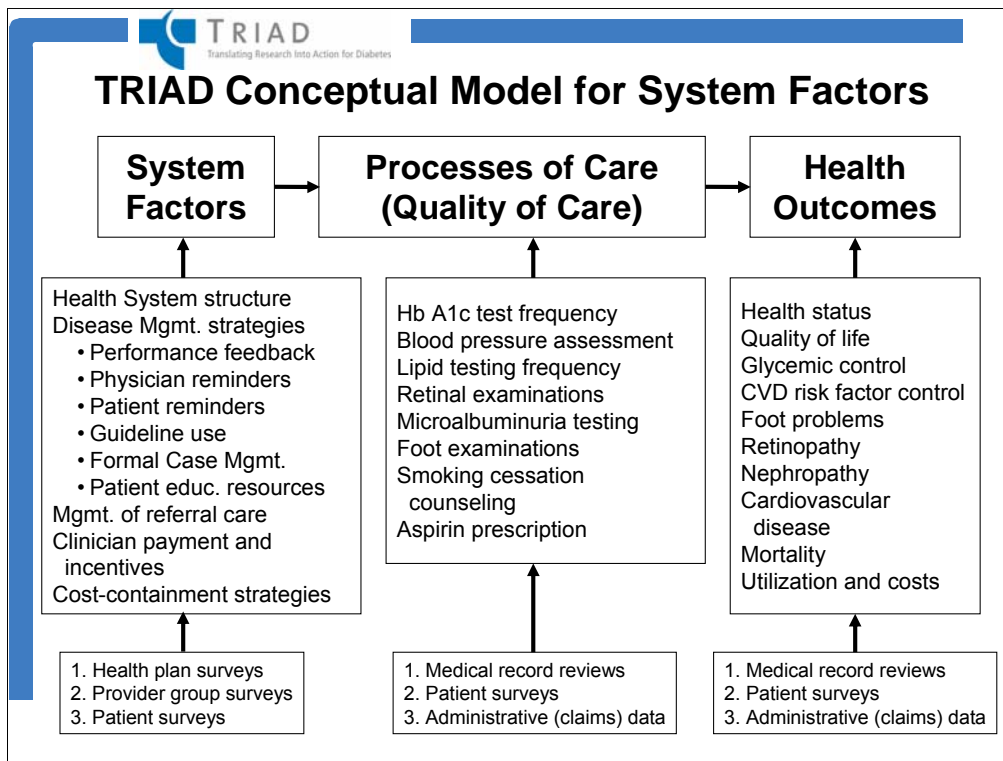 TRIAD
Translating Research Into Action for Diabetes
TRIAD Conceptual Model for System Factors
System
Factors
Processes of Care
(Quality of Care)
Health
Outcomes
Health System structure
Disease Mgmt. strategies
• Performance feedback
• Physician reminders
• Patient reminders
• Guideline use
• Formal Case Mgmt.
• Patient educ. resources
Mgmt. of referral care
Clinician payment and
incentives
Cost-containment strategies
Hb A1c test frequency
Blood pressure assessment
Lipid testing frequency
Retinal examinations
Microalbuminuria testing
Foot examinations
Smoking cessation
counseling
Aspirin prescription
Health status
Quality of life
Glycemic control
CVD risk factor control
Foot problems
Retinopathy
Nephropathy
Cardiovascular
disease
Mortality
Utilization and costs
1. Health plan surveys
2. Provider group surveys
3. Patient surveys
1. Medical record reviews
2. Patient surveys
3. Administrative (claims) data
1. Medical record reviews
2. Patient surveys
3. Administrative (claims) data